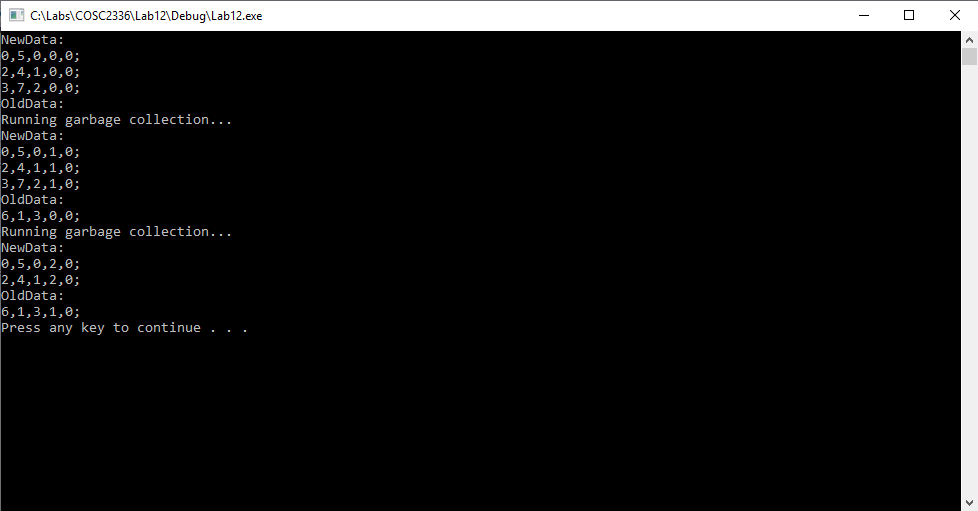 C:\Labs\COSC2336\Lab12\Debug\Lab12.exe
NewData:
0,5,0,0,0;
2,4,1,0,0;
3,7,2,0,0;
OldData:
Running garbage collection...
NewData:
0,5,0,1,0;
2,4,1,1,0;
3,7,2,1,0;
OldData:
6,1,3,0,0;
Running garbage collection...
NewData:
0,5,0,2,0;
2,4,1,2,0;
OldData:
6,1,3,1,0;
Press any key to continue . . .